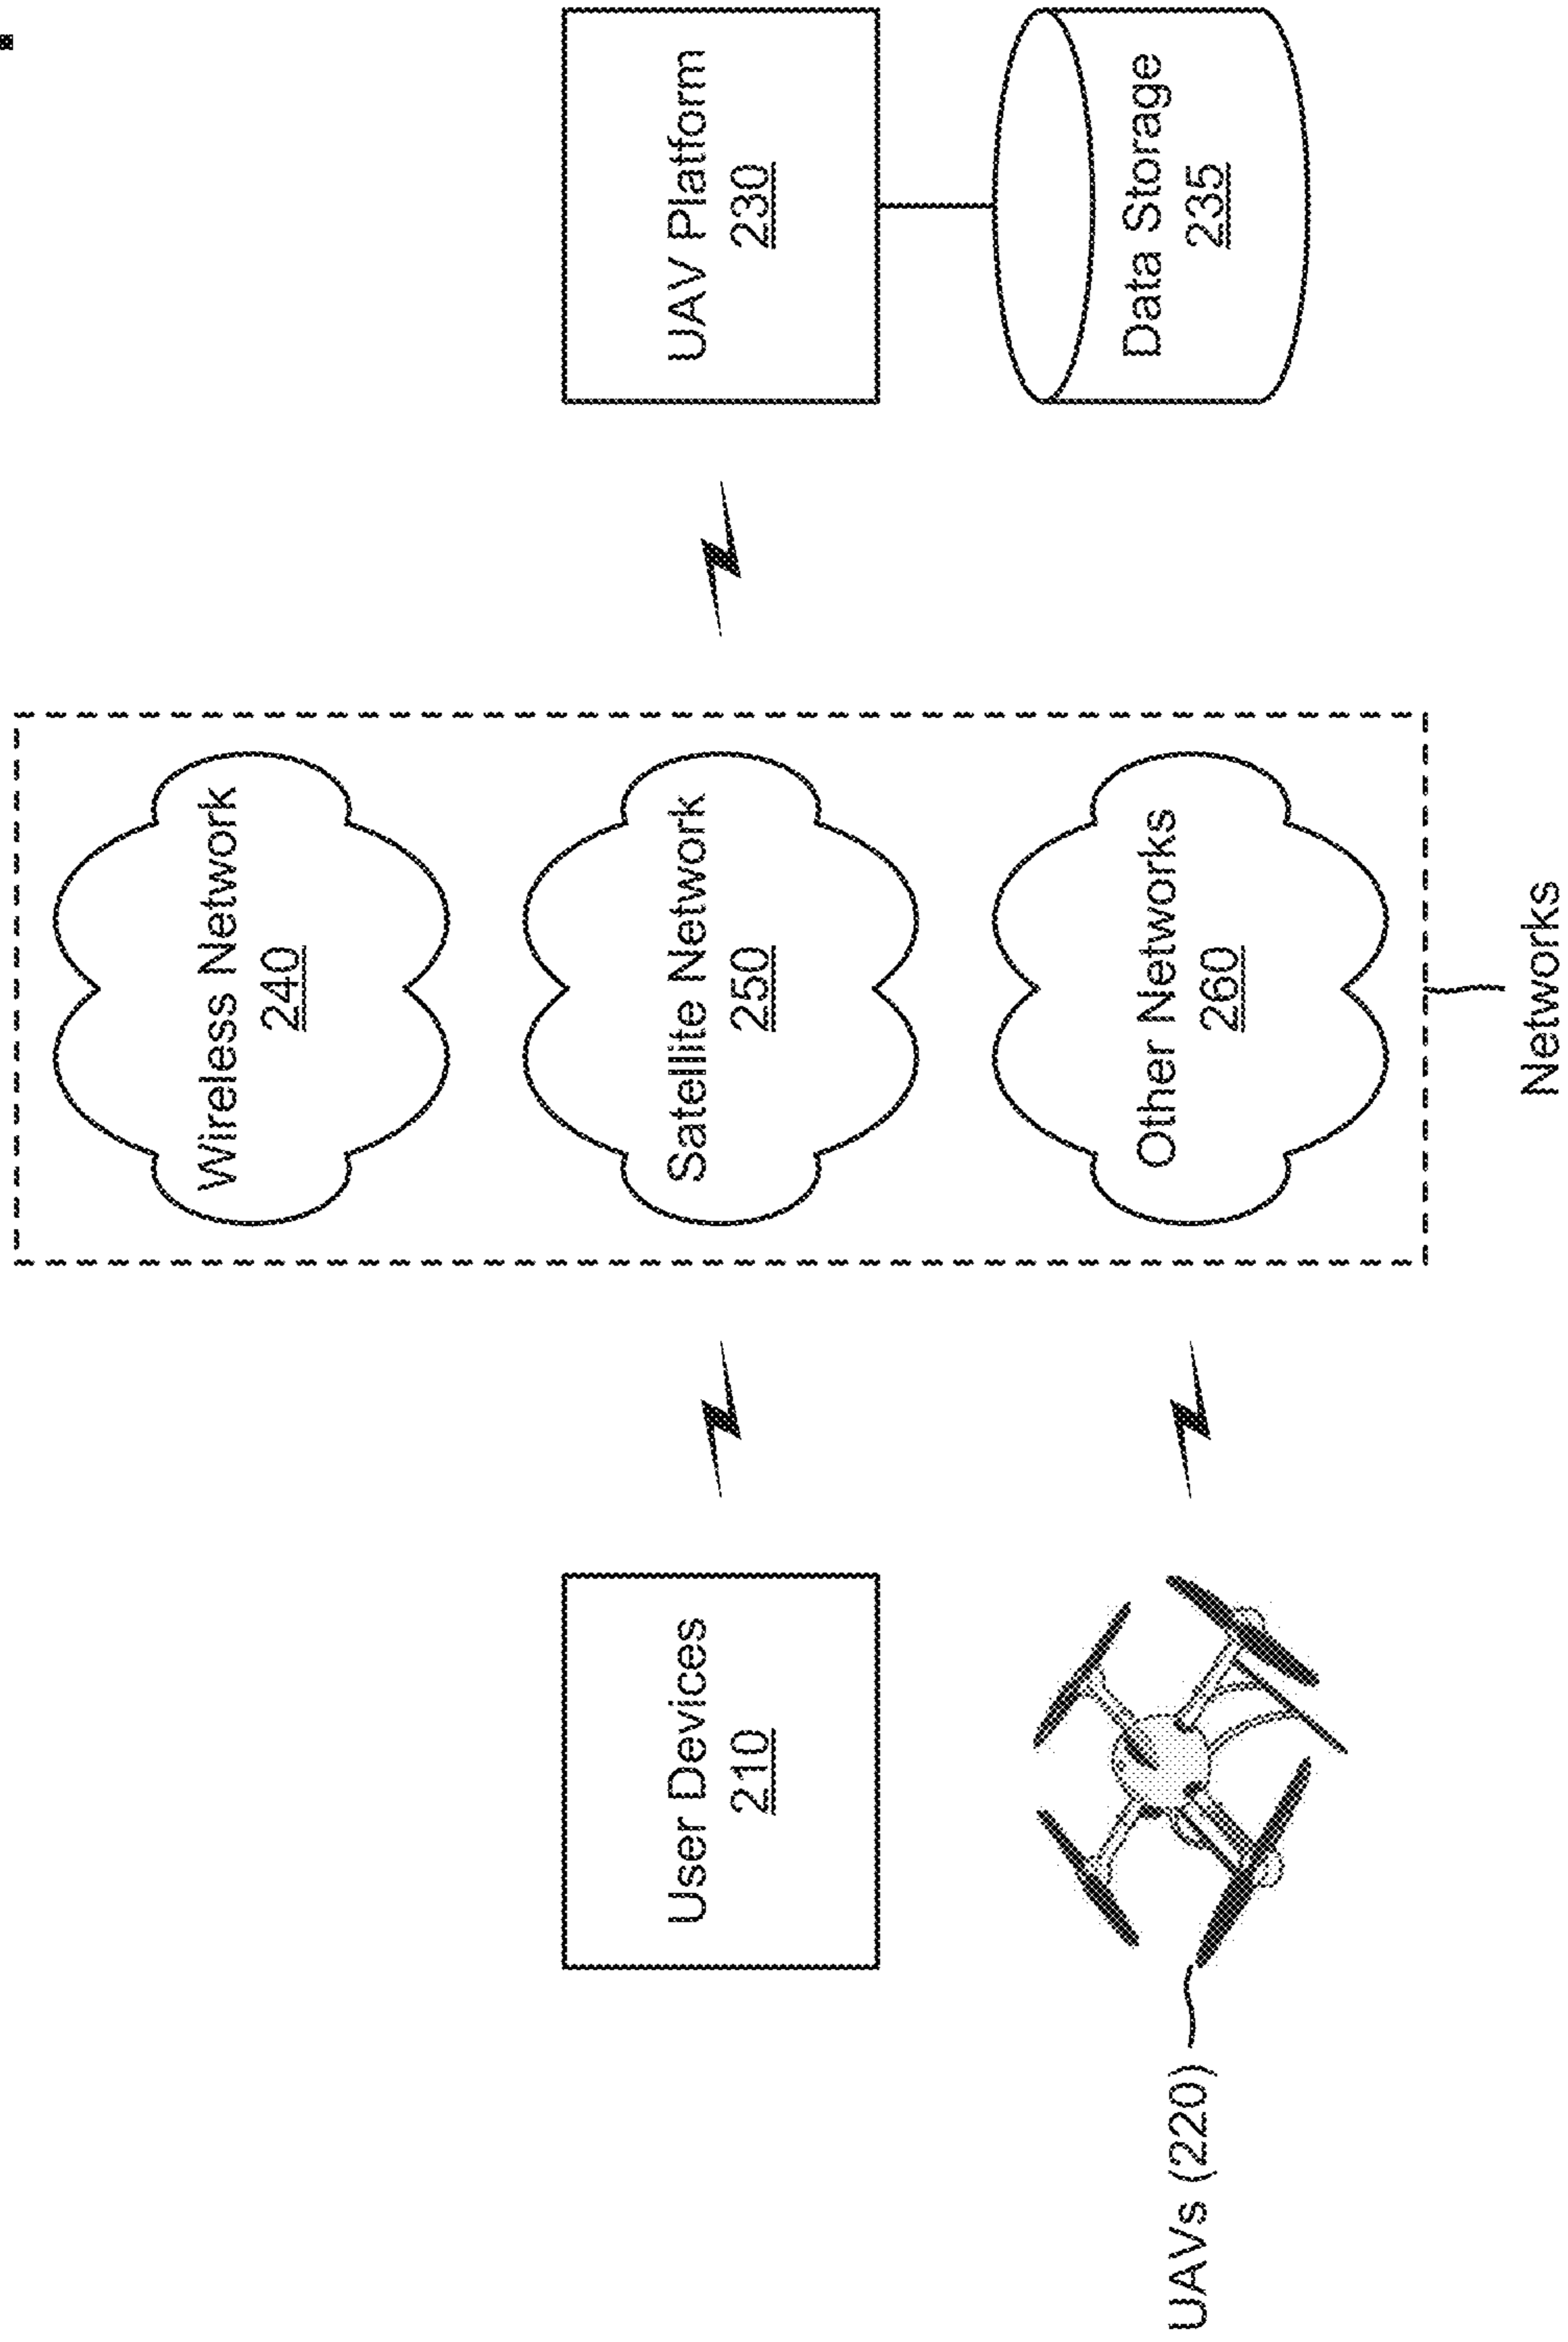 Wireless Network
240
User Devices
210
Satellite Network
250
UAV Platform
230
UAVs (220)
Other Networks
260
Data Storage
235
Networks